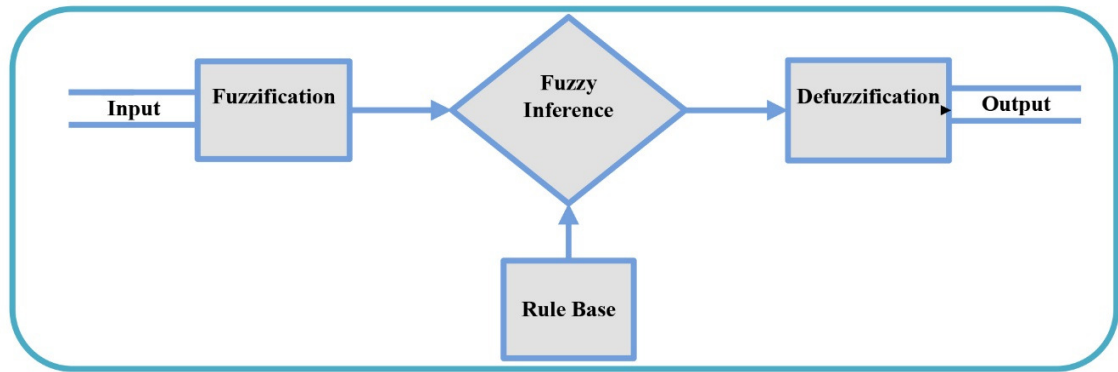 Input
Fuzzification
Fuzzy
Inference
Defuzzification
Output
Rule Base